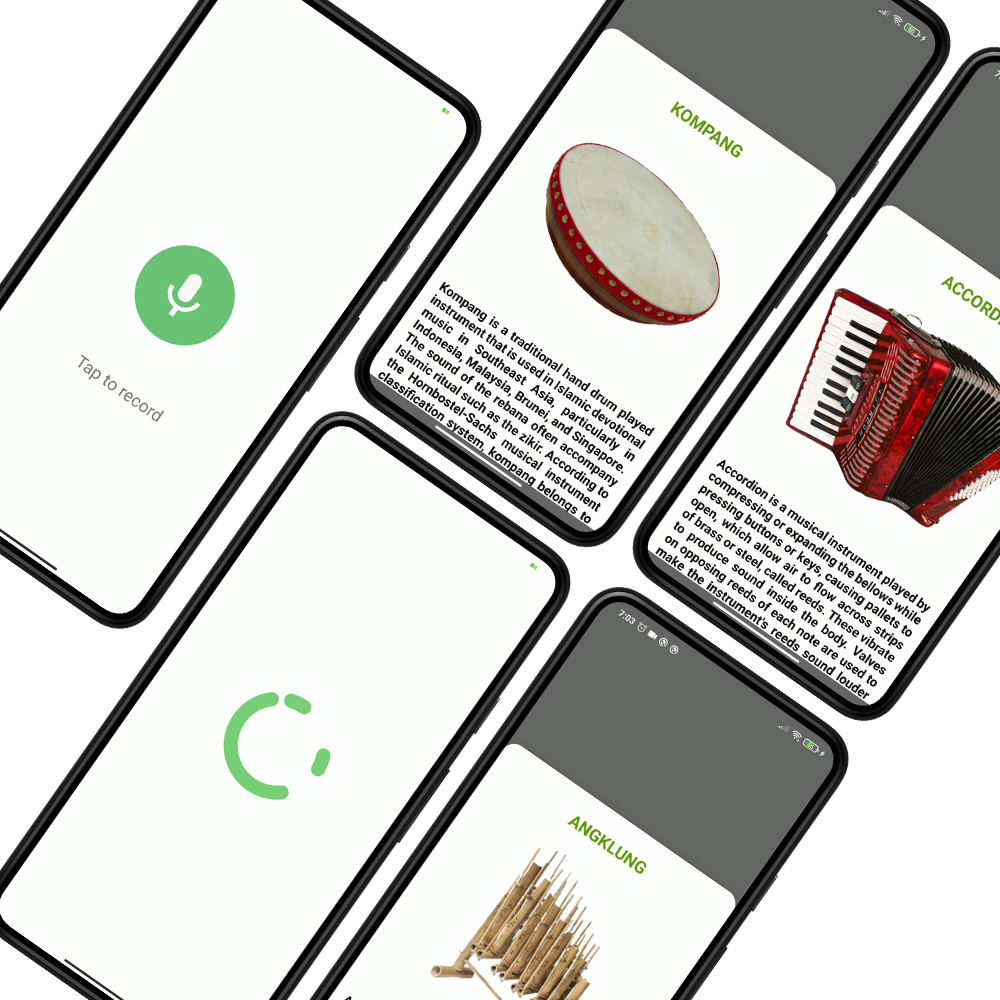 Tap to record
KOMPANG
Kompang is a traditional hand drum played
instrument that is used in Islamic devotional
music in Southeast Asia, particularly in
Indonesia, Malaysia, Brunei, and Singapore.
The sound of the rebana often accompany
Islamic ritual such as the zikir. According to
the Hornbostel-Sachs musical instrument
classification system, kompang belongs to
ACCORD
Accordion is a musical instrument played by
compressing or expanding the bellows while
pressing buttons or keys, causing pallets to
open, which allow air to flow across strips
of brass or steel, called reeds. These vibrate
to produce sound inside the body. Valves
on opposing reeds of each note are used to
make the instrument's reeds sound louder
7:03
ANGKLUNG